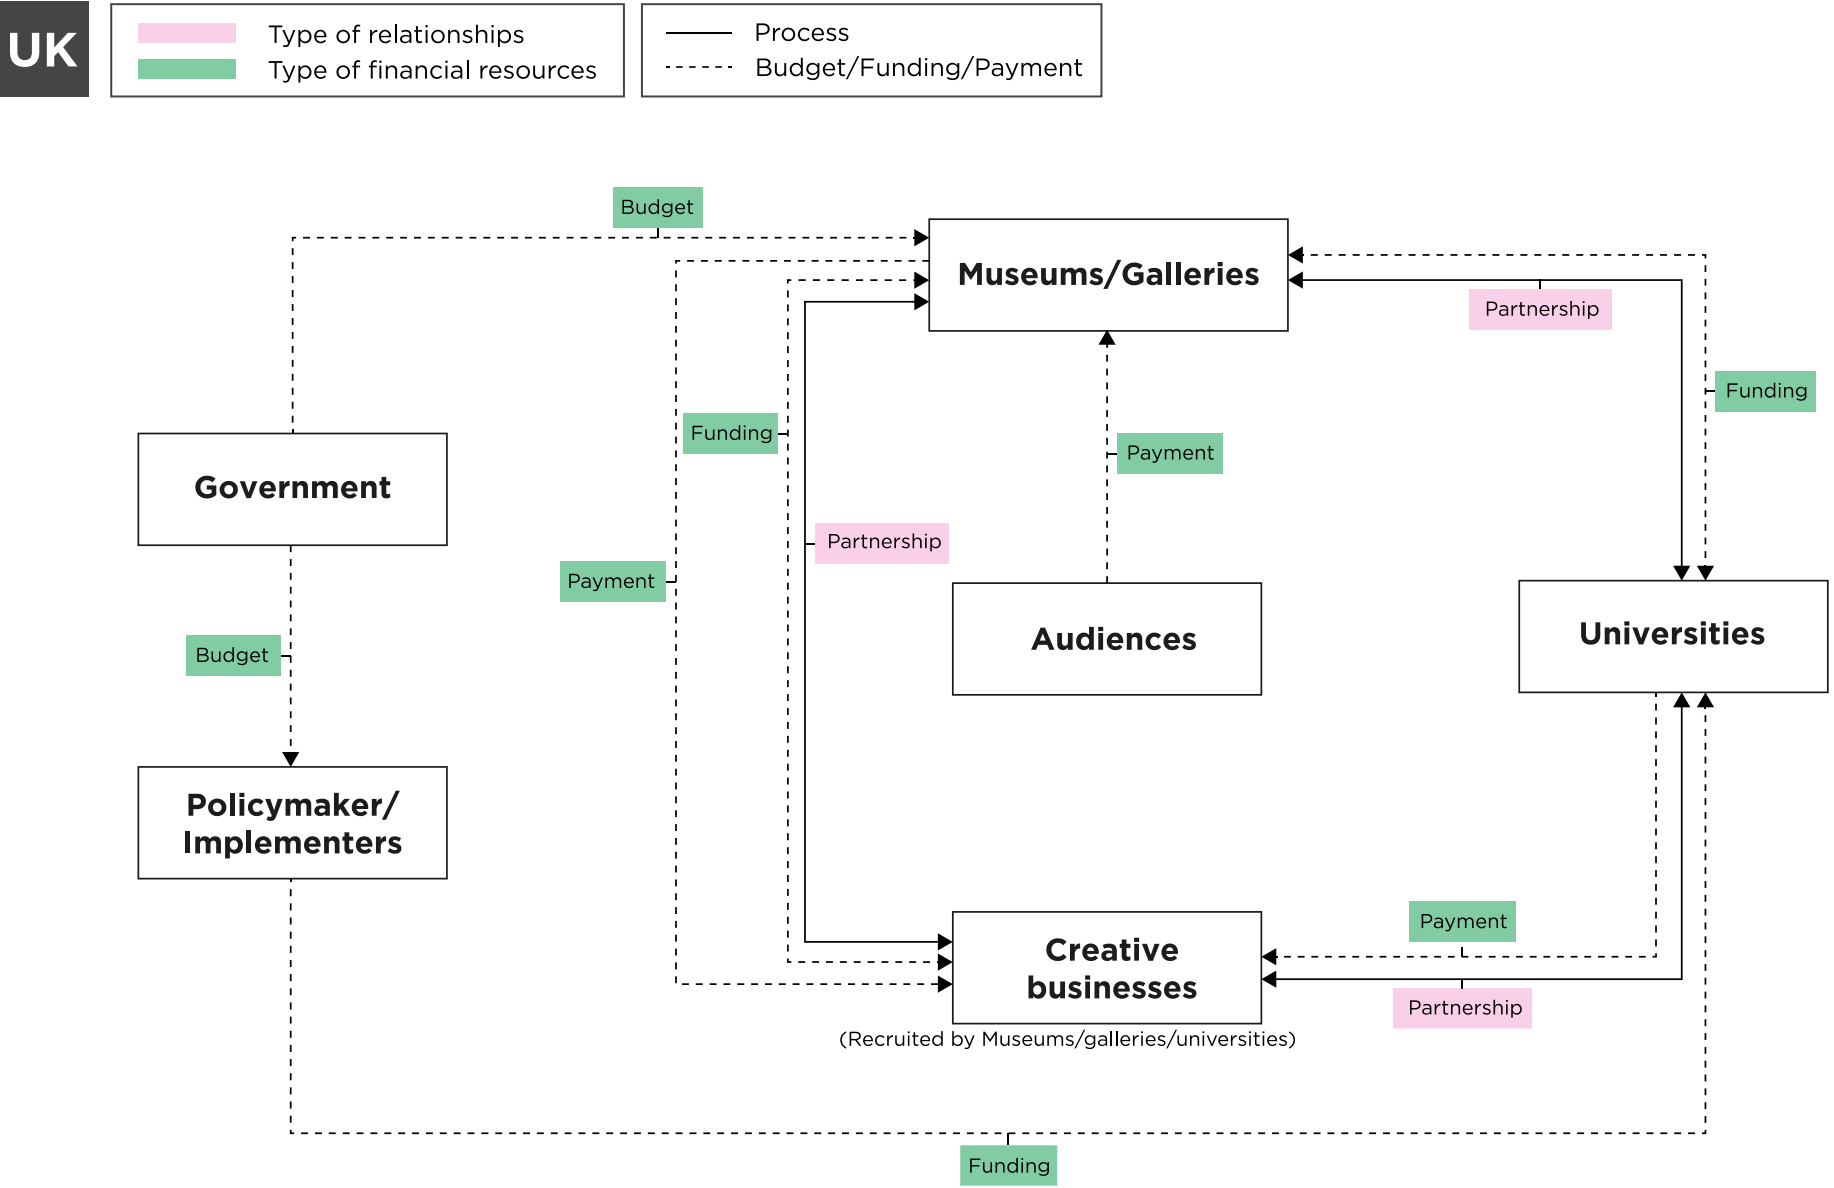 UK
Type of relationships
Type of financial resources
Process
Budget/Funding/Payment
Budget
Museums/Galleries
Partnership
Funding
Funding
Payment
Government
Partnership
Payment
Audiences
Universities
Budget
Policymaker/
Implementers
Payment
Creative
businesses
Partnership
(Recruited by Museums/galleries/universities)
Funding